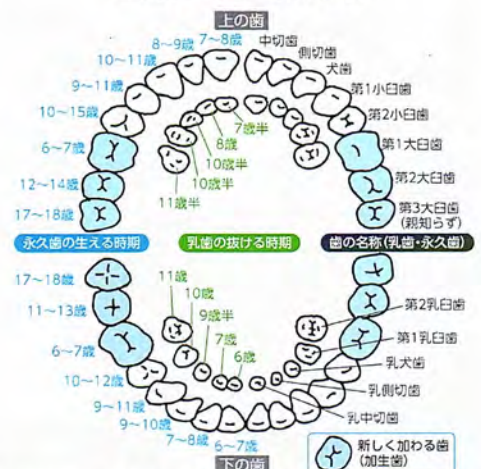 上の歯
7〜8歳
8〜9歳
10〜11歳
9〜11歳
10〜15歳
6〜7歳
12〜14歳
17〜18歳
中切歯
側切歯
犬歯
第1小臼歯
第2小臼歯
第1大臼歯
第2大臼歯
第3大臼歯
(親知らず)
7歳半
8歳
10歳半
10歳半
11歳半
永久歯の生える時期
乳歯の抜ける時期
歯の名称(乳歯・永久歯)
17〜18歳
11〜13歳
6〜7歳
10〜12歳
9〜11歳
9〜10歳
7〜8歳
6〜7歳
11歳
10歳
9歳半
7歳
6歳
第2乳臼歯
第1乳臼歯
乳犬歯
乳側切歯
乳中切歯
新しく加わる歯
(加生歯)
下の歯